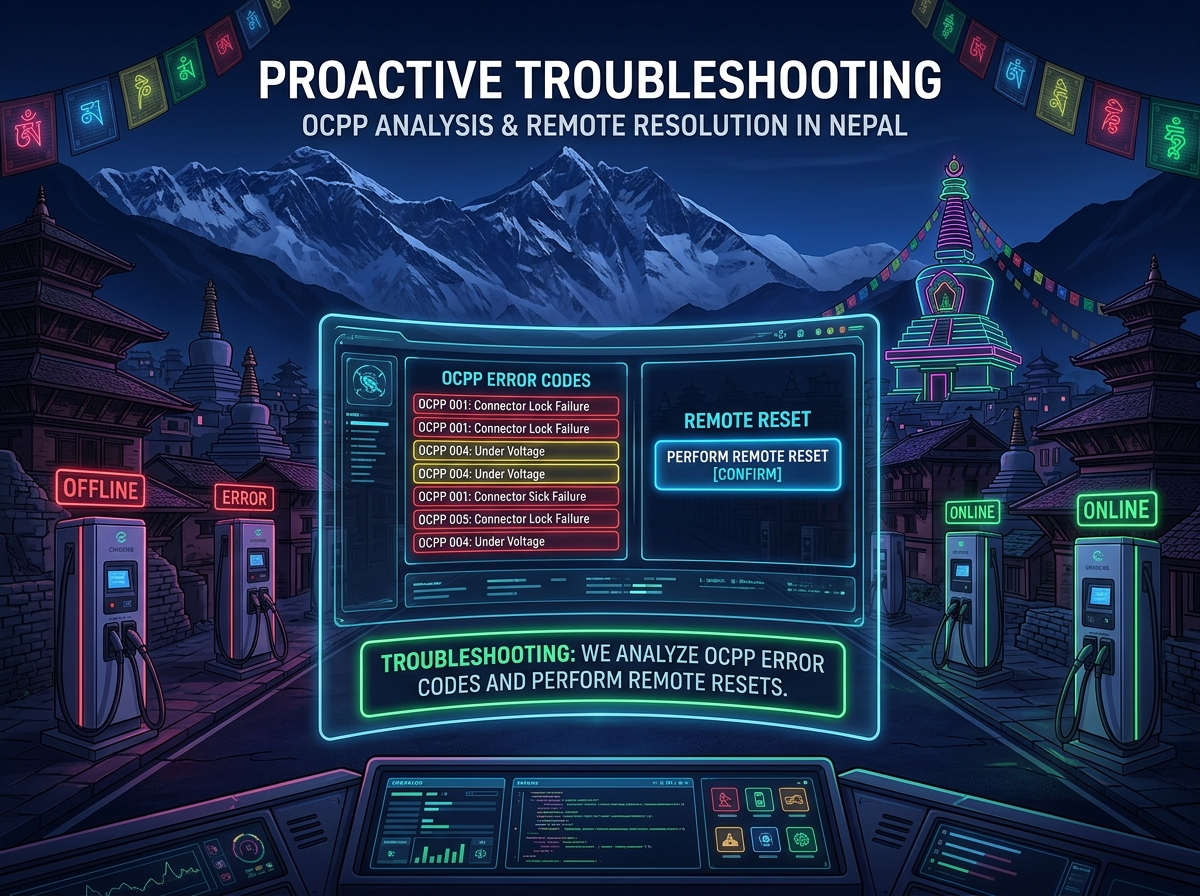 PROACTIVE TROUBLESHOOTING
OCPP ANALYSIS & REMOTE RESOLUTION IN NEPAL
OCPP ERROR CODES
OCPP 001: Connector Lock Failure
OCPP 001: Connector Lock Failure
OCPP 004: Under Voltage
OCPP 004: Under Voltage
OCPP 001: Connector Sick Failure
OCPP 005: Connector Lock Failure
OCPP 004: Under Voltage
REMOTE RESET
PERFORM REMOTE RESET
[CONFIRM]
OFFLINE
ERROR
ONLINE
ONLINE
TROUBLESHOOTING: WE ANALYZE OCPP ERROR
CODES AND PERFORM REMOTE RESETS.